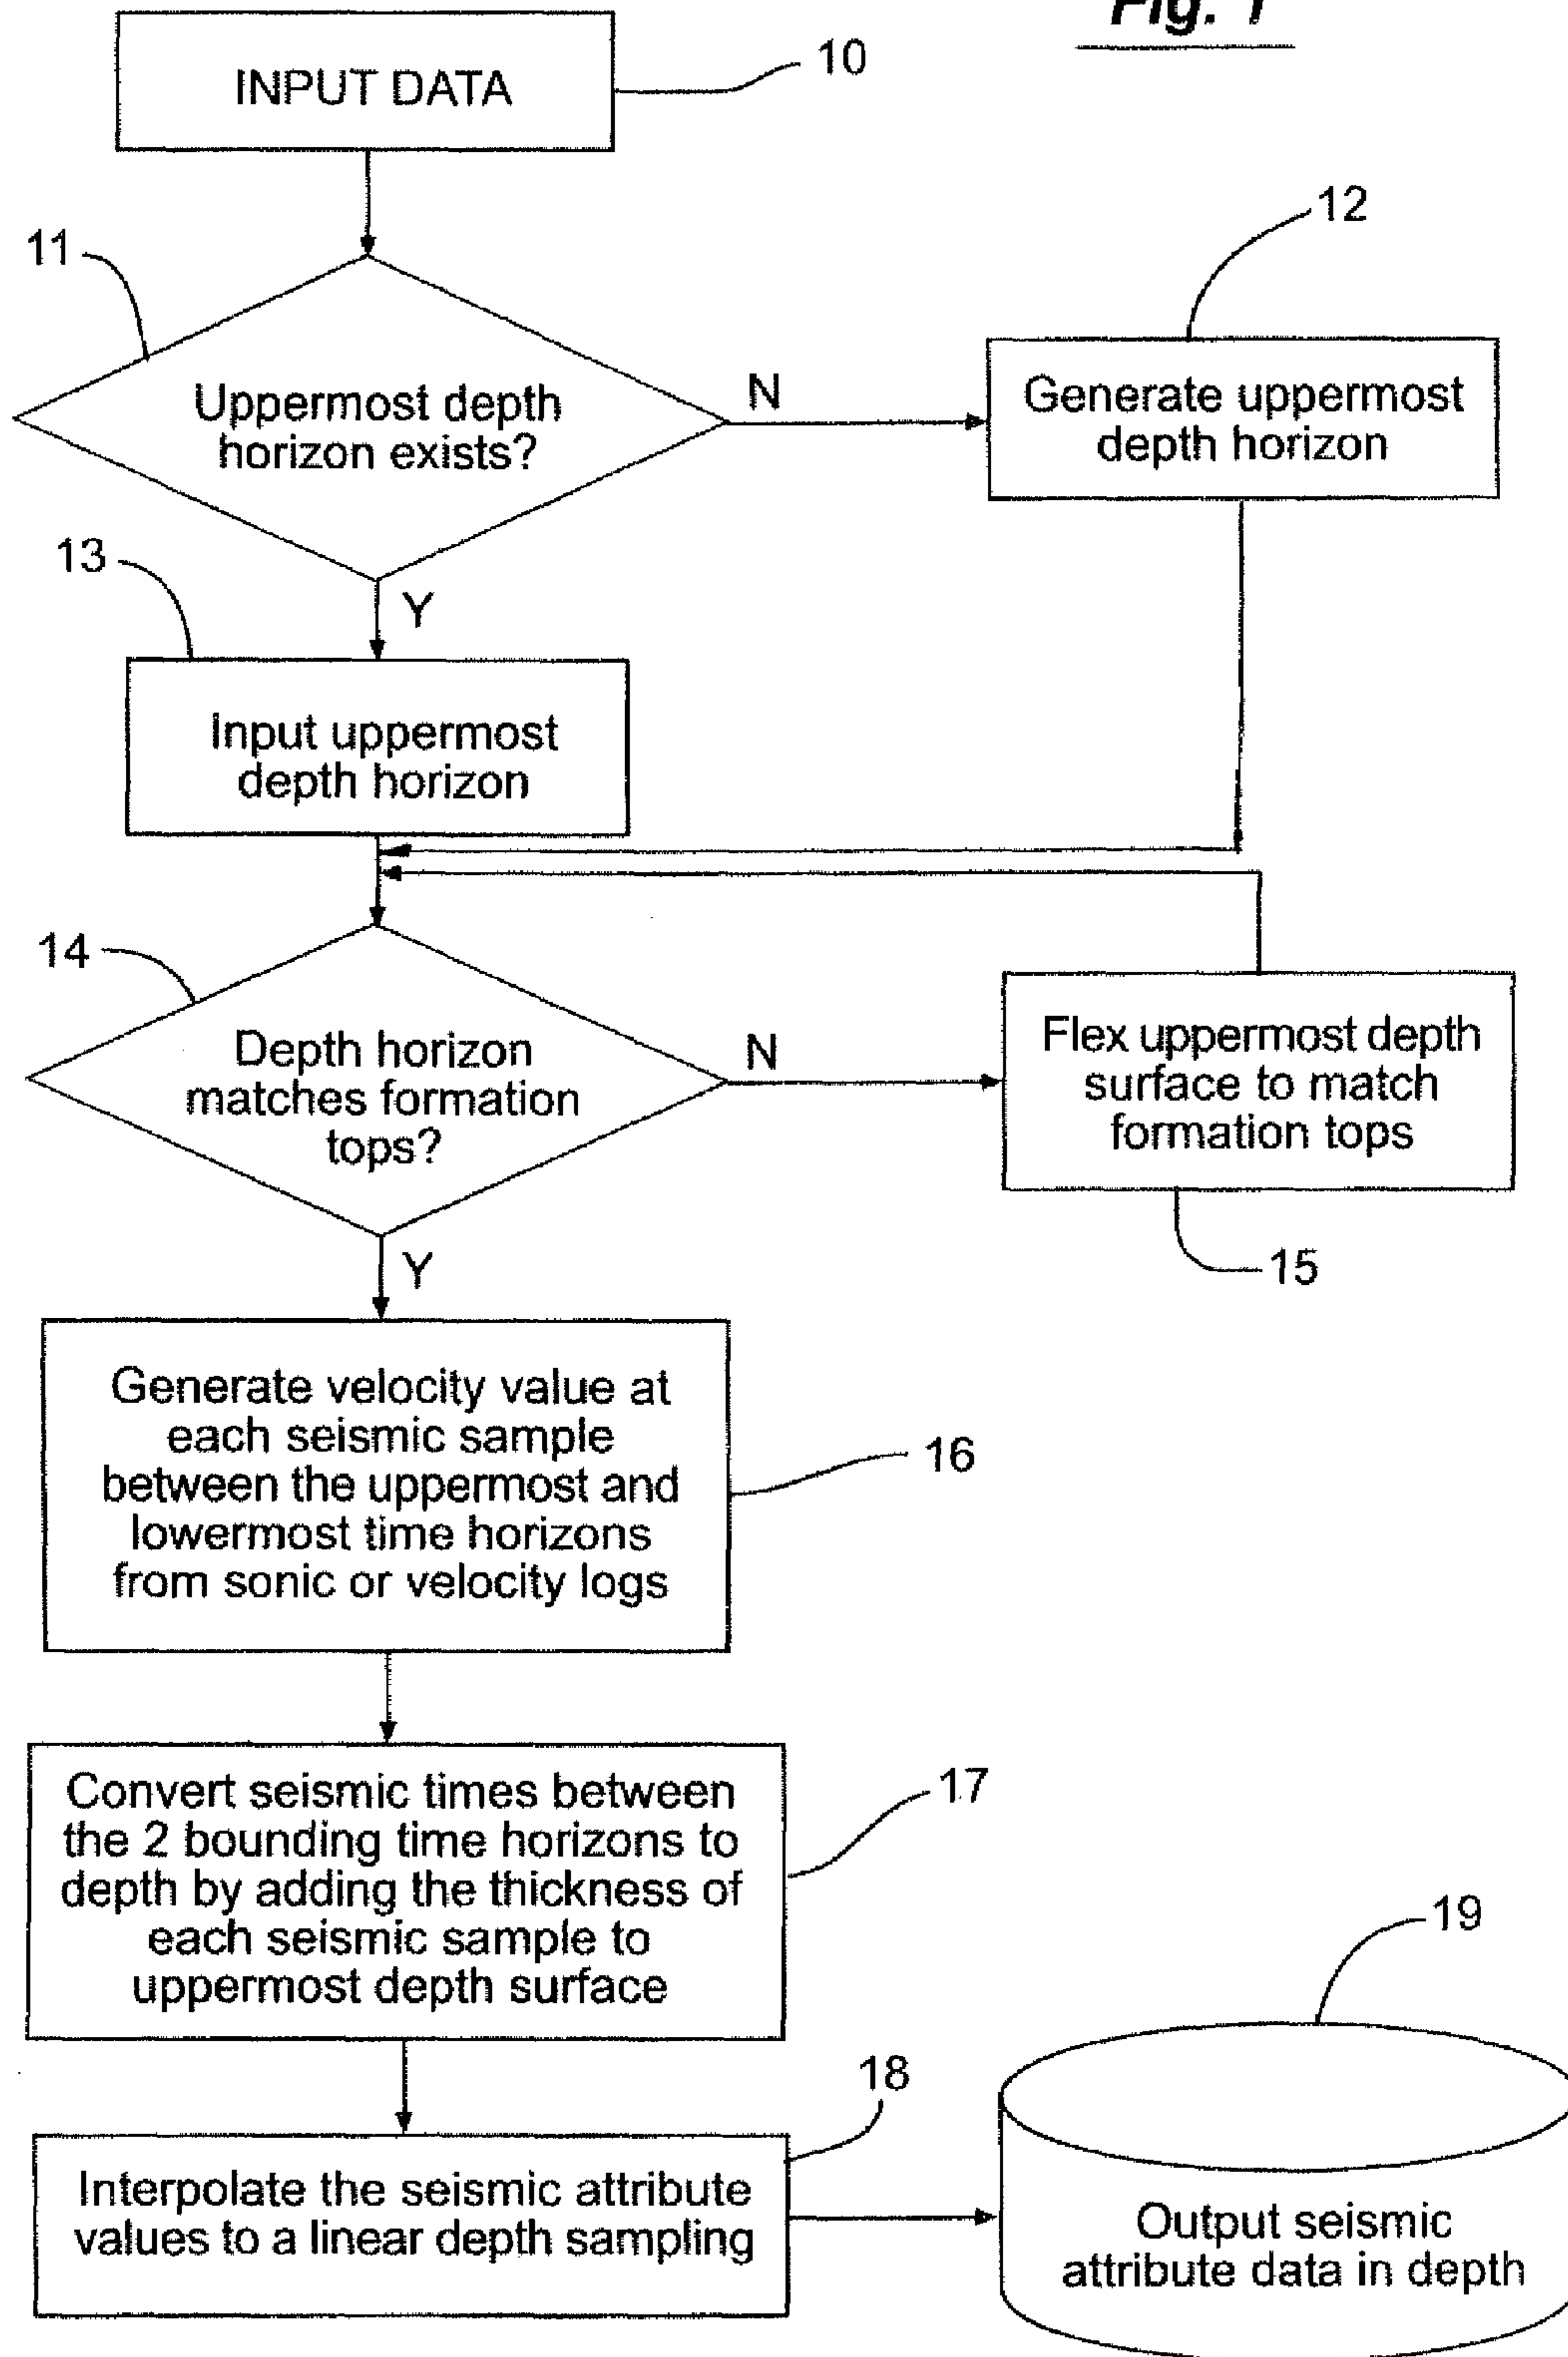 Fig. 1
INPUT DATA
10
11
Uppermost depth
horizon exists?
N
12
Generate uppermost
depth horizon
Y
13
Input uppermost
depth horizon
14
Depth horizon
matches formation
tops?
N
Flex uppermost depth
surface to match
formation tops
15
Y
Generate velocity value at
each seismic sample
between the uppermost and
lowermost time horizons
from sonic or velocity logs
16
Convert seismic times between
the 2 bounding time horizons to
depth by adding the thickness of
each seismic sample to
uppermost depth surface
17
18
Interpolate the seismic attribute
values to a linear depth sampling
19
Output seismic
attribute data in depth